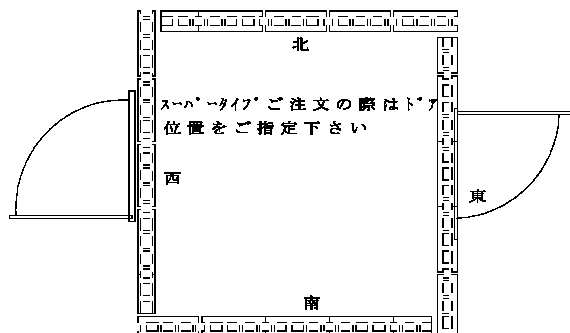 北
ｽｰﾊﾟｰﾀｲﾌﾟご注文の際はﾄﾞｱ
位置をご指定下さい
西
東
南